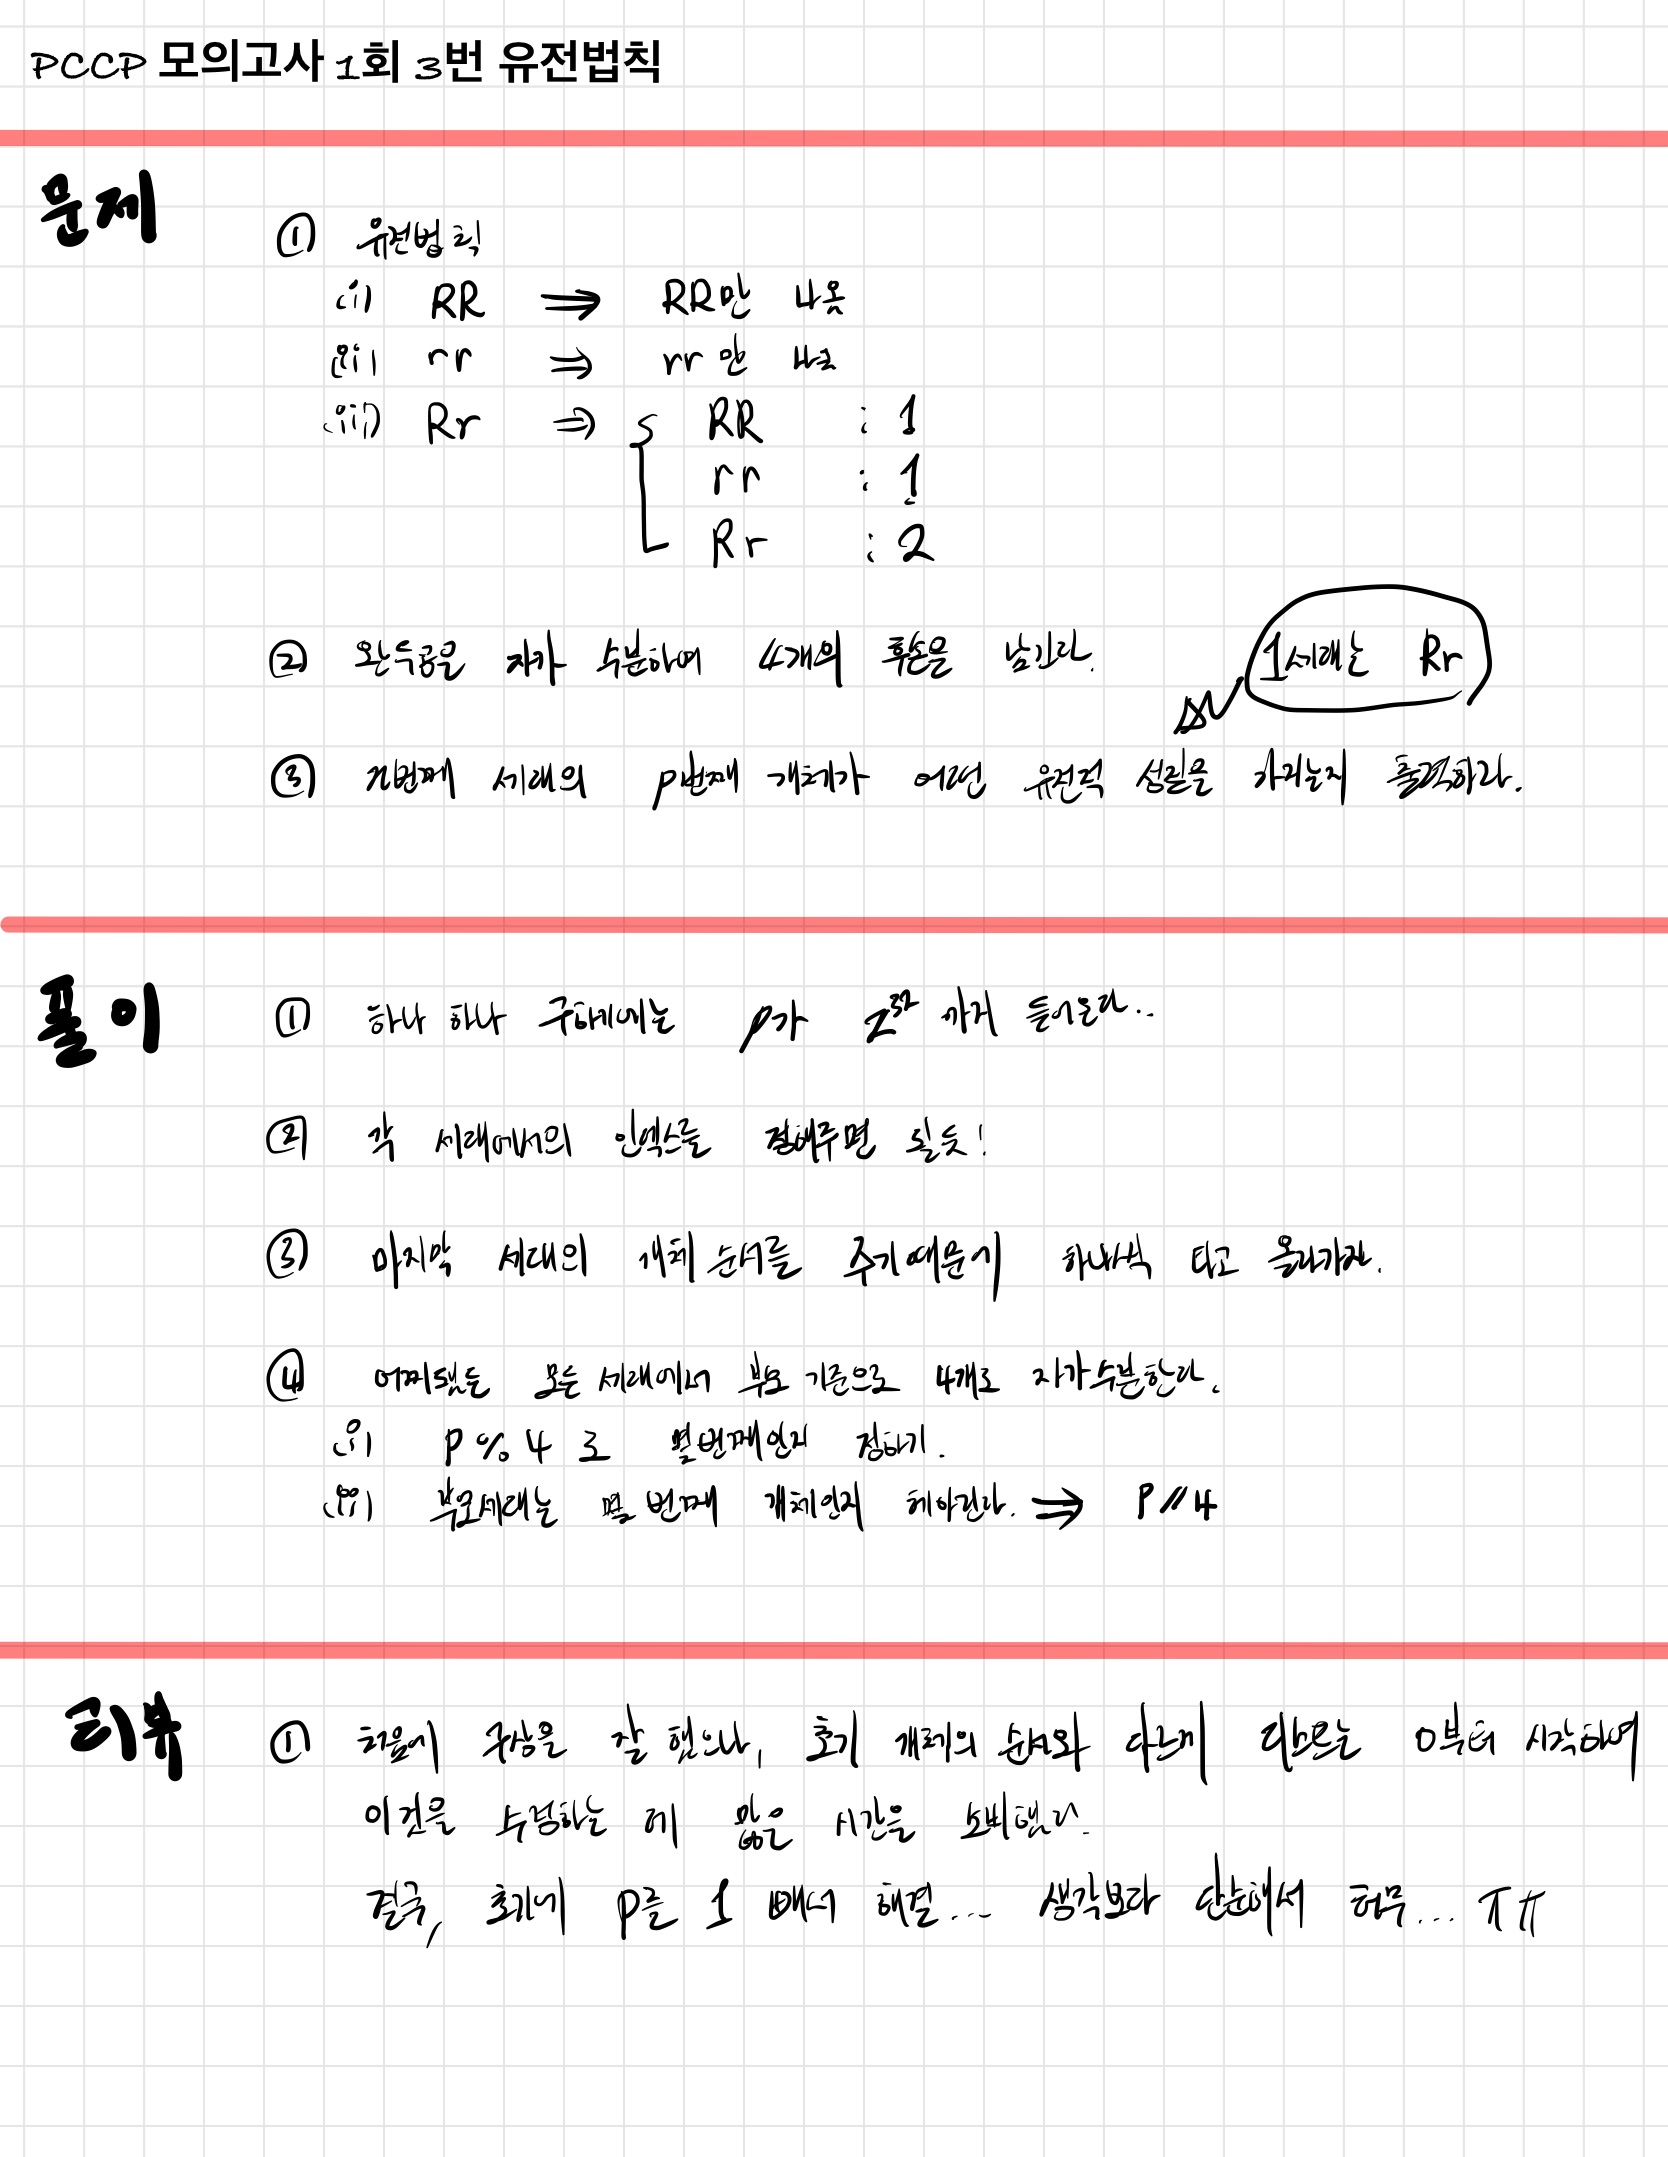 PCCP 모의고사 1회 3번 유전법칙
문제
① 유전법칙
(i) RR ⇒ RR만 나옴
(ii) rr ⇒ rr만 나옴
(iii) Rr ⇒ RR : 1
rr : 1
Rr : 2
1세대는 Rr
② 완두콩을 자가 수분하여 4개의 후손을 남긴다.
③ n번째 세대의 p번째 개체가 어떤 유전적 성질을 가지는지 출력하라.
풀이
① 하나 하나 구하기에는 p가 2³² 까지 들어온다..
② 각 세대에서의 인덱스를 정해주면 될듯!
③ 마지막 세대의 개체 순서를 주기때문에 하나씩 타고 올라가자.
④ 어찌됐든 모든 세대에서 부모 기준으로 4개로 자가수분한다.
(i) P % 4 로 몇번째인지 정하기.
(ii) 부모세대는 몇 번째 개체인지 헤아린다. ⇒ P//4
리뷰
① 처음에 구상을 잘 했으나, 초기 개체의 순서와 다르게 리스트는 0부터 시작하여
이것을 수정하는 데 많은 시간을 소비했다.
결국, 초기에 p를 1 빼서 해결... 생각보다 단순해서 허무... ㅠㅠ